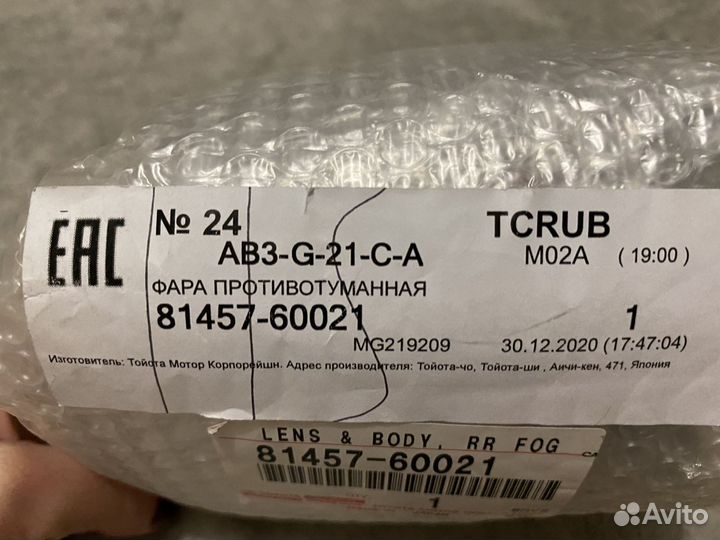 EAC
№ 24
TCRUB
AB3-G-21-C-A
M02A ( 19:00 )
ФАРА ПРОТИВОТУМАННАЯ
81457-60021
1
MG219209
30.12.2020 (17:47:04)
Изготовитель: Тойота Мотор Корпорейшн. Адрес производителя: Тойота-чо, Тойота-ши , Аичи-кен, 471, Япония
LENS & BODY, RR FOG
81457-60021
1
Avito